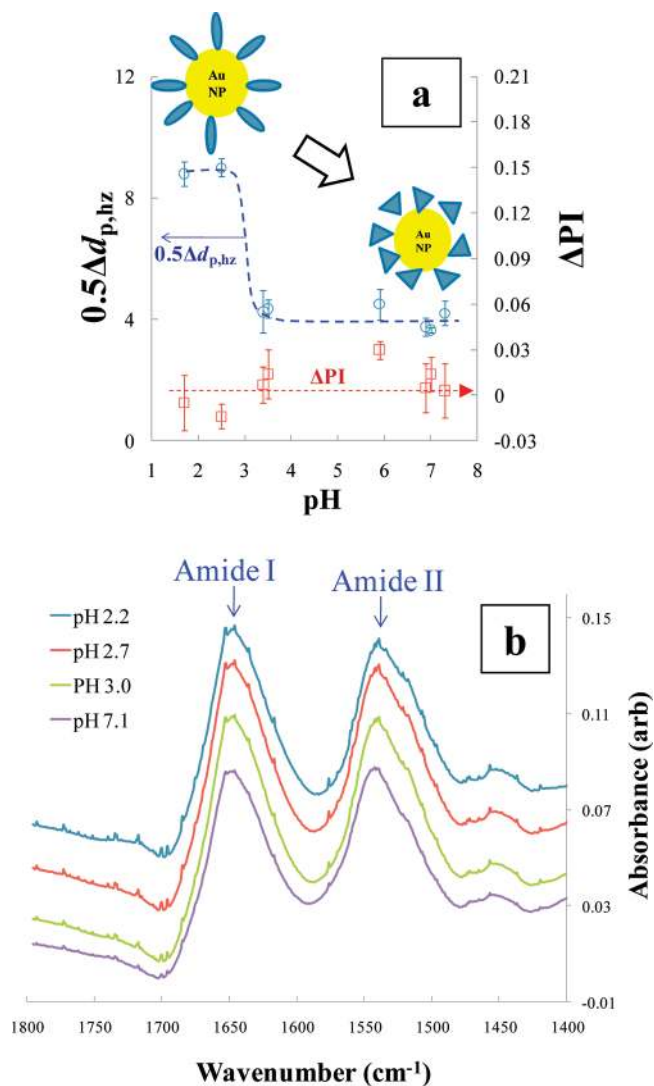 12
8
4
0
0.5Δd p,hz
Au
NP
a
Au
NP
0.5Δd p,hz
ΔPI
0.21
0.18
0.15
0.12
0.09
0.06
0.03
0
-0.03
ΔPI
1 2 3 4 5 6 7 8
pH
Amide I
Amide II
pH 2.2
pH 2.7
PH 3.0
pH 7.1
b
0.15
0.11
0.07
0.03
-0.01
Absorbance (arb)
1800 1750 1700 1650 1600 1550 1500 1450 1400
Wavenumber (cm⁻¹)